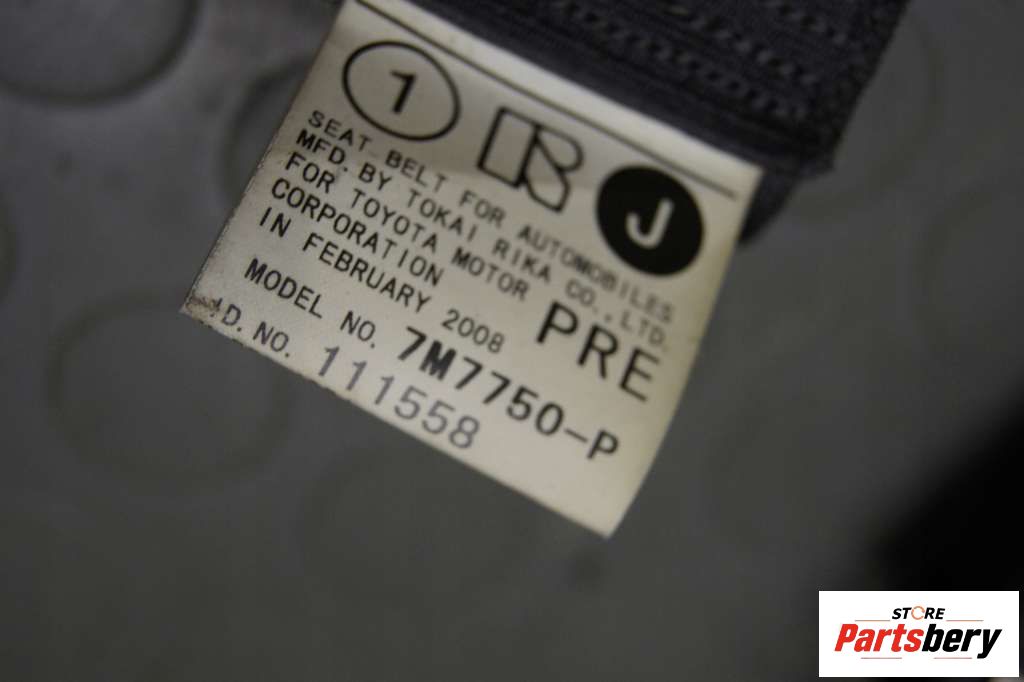 1 R J
SEAT BELT FOR AUTOMOBILES
MFD. BY TOKAI RIKA CO., LTD.
FOR TOYOTA MOTOR
CORPORATION
IN FEBRUARY 2008
PRE
MODEL NO. 7M7750-P
ID. NO. 111558
STORE
Partsbery